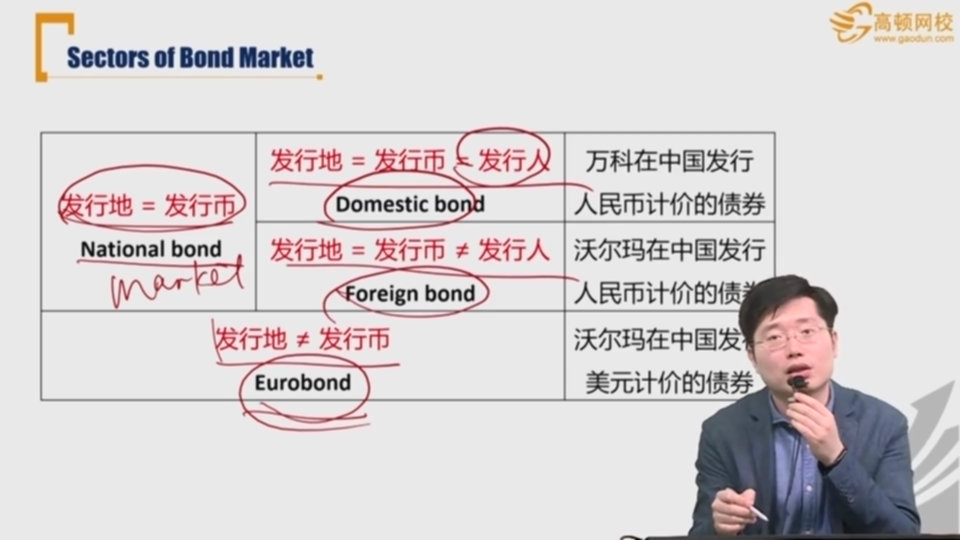 Sectors of Bond Market
高顿网校
www.gaodun.com
发行地 = 发行币
National bond
market
发行地 = 发行币 = 发行人
Domestic bond
万科在中国发行
人民币计价的债券
发行地 = 发行币 ≠ 发行人
Foreign bond
沃尔玛在中国发行
人民币计价的债
发行地 ≠ 发行币
Eurobond
沃尔玛在中国发
美元计价的债券